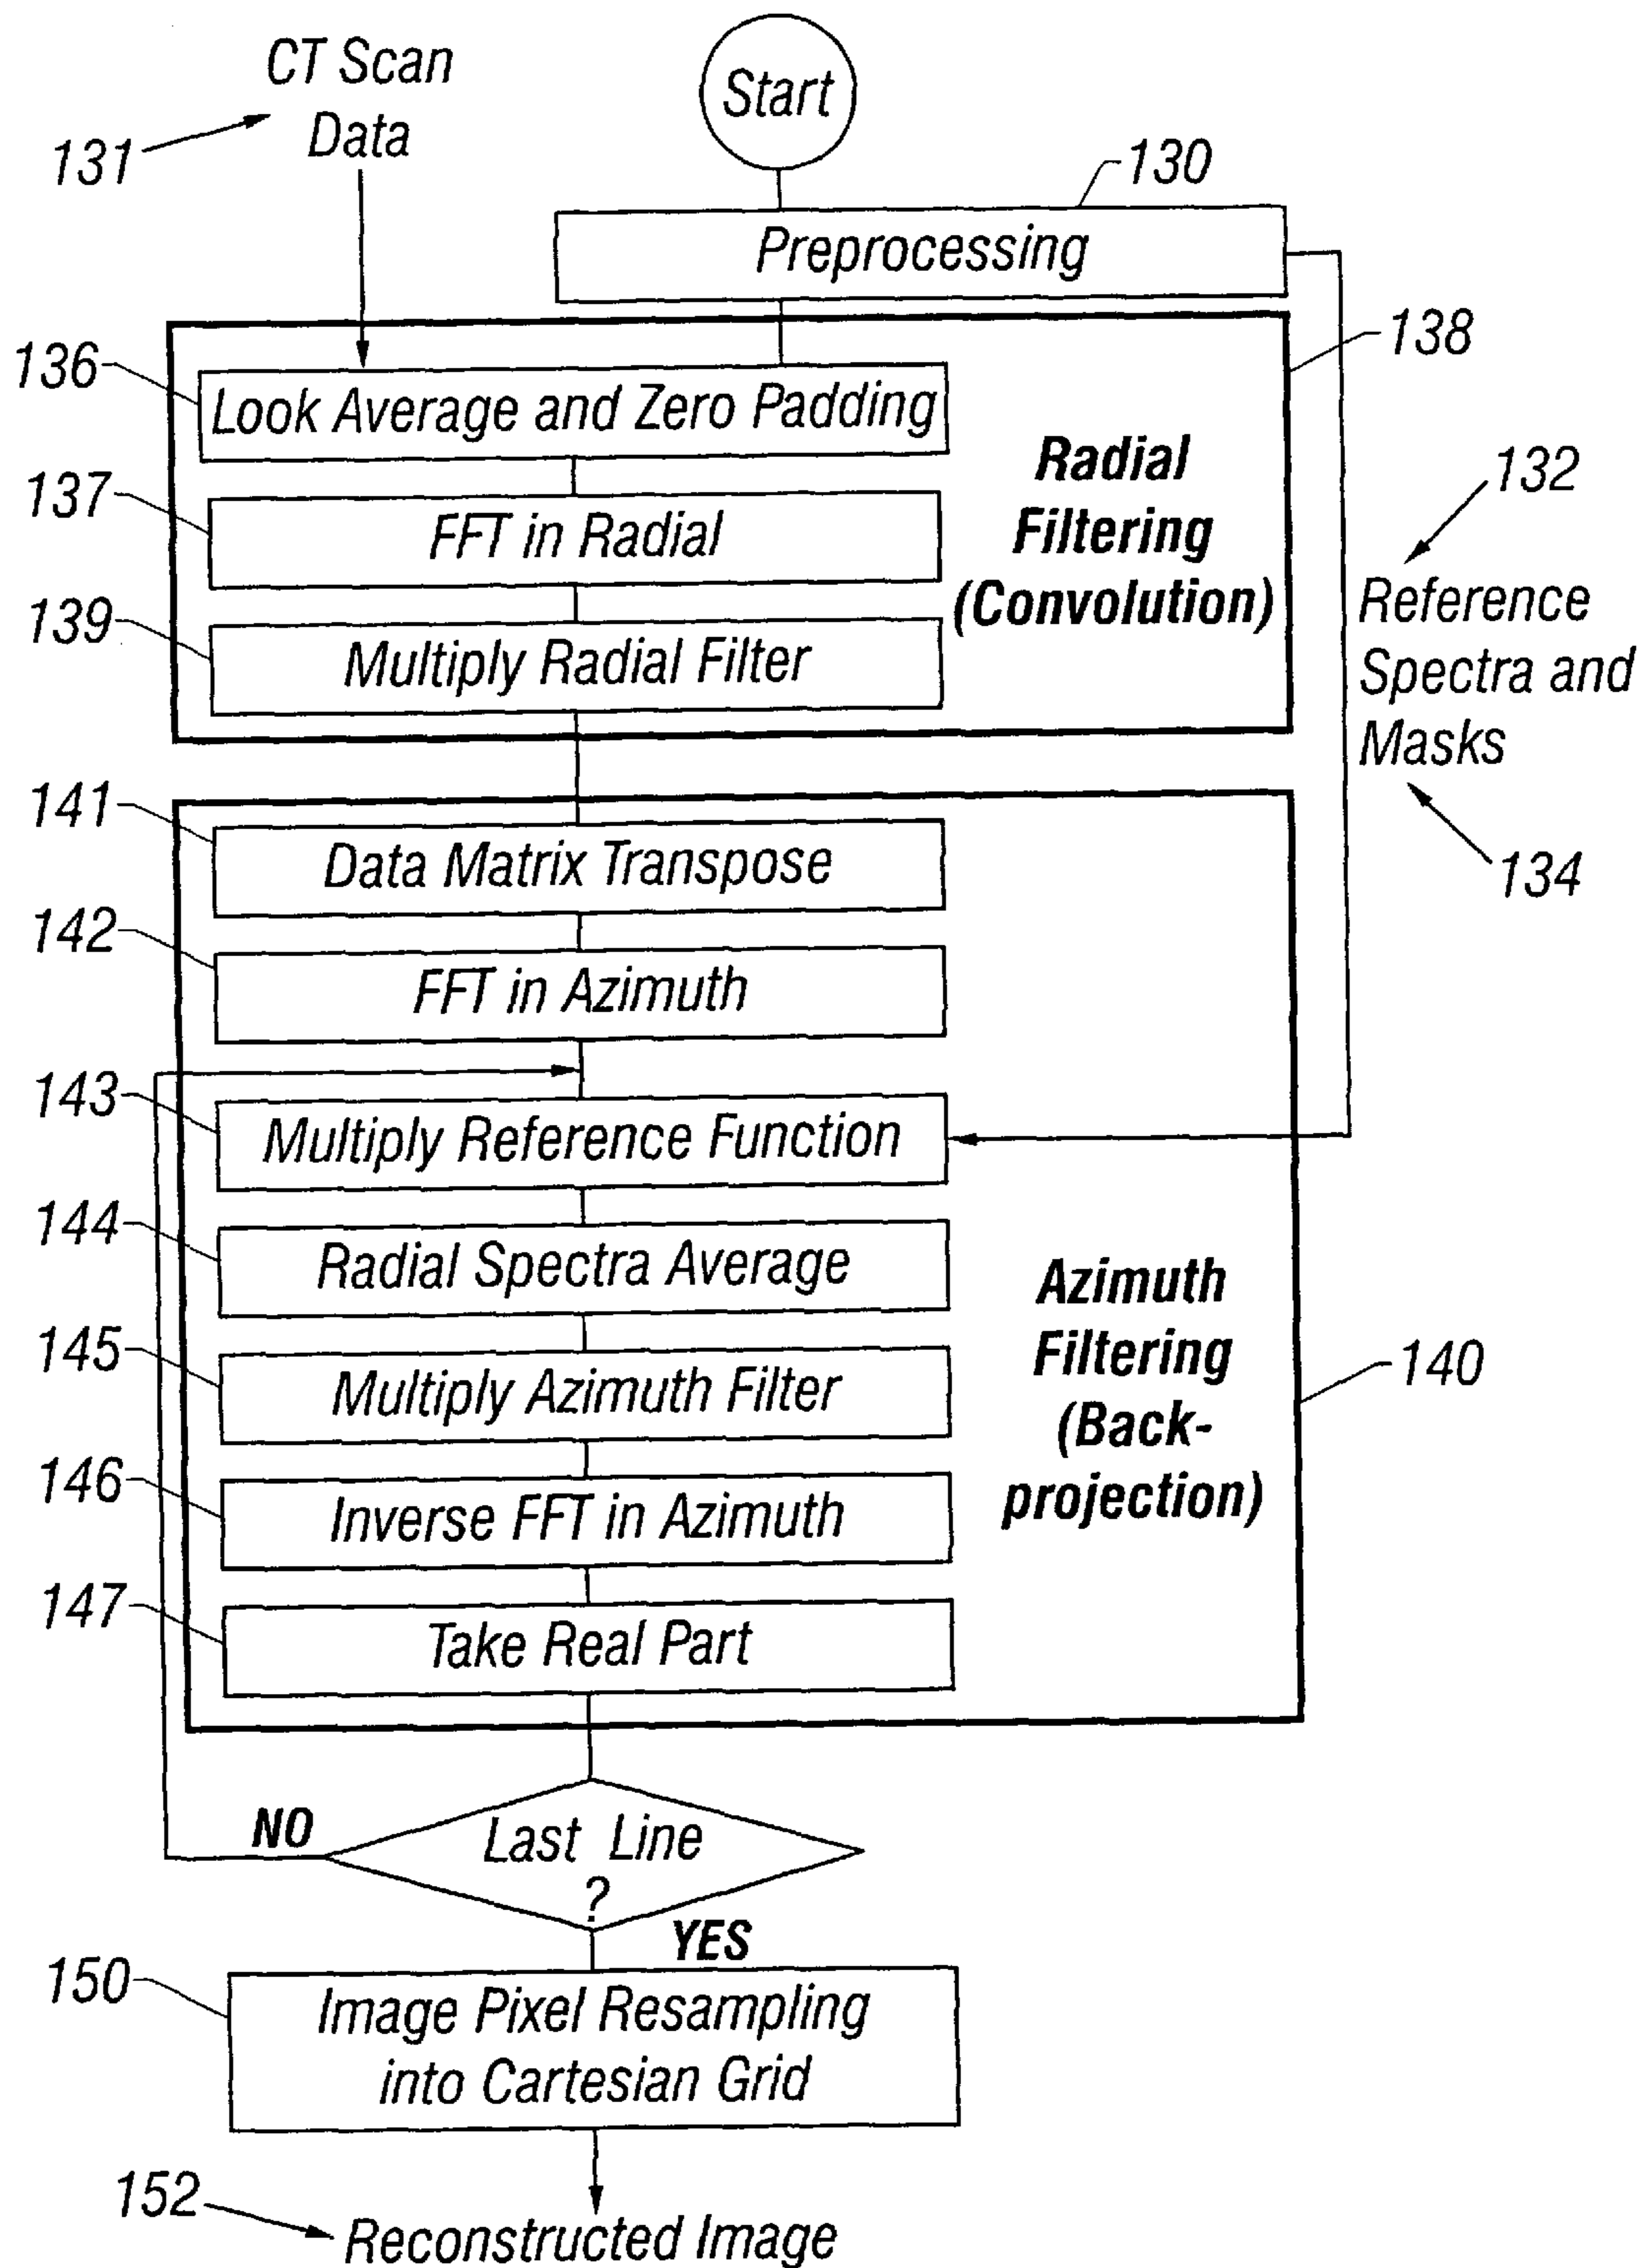 CT Scan
Data
131
Start
130
Preprocessing
138
136
Look Average and Zero Padding
137
FFT in Radial
139
Multiply Radial Filter
Radial
Filtering
(Convolution)
132
Reference
Spectra and
Masks
134
141
Data Matrix Transpose
142
FFT in Azimuth
143
Multiply Reference Function
144
Radial Spectra Average
145
Multiply Azimuth Filter
146
Inverse FFT in Azimuth
147
Take Real Part
Azimuth
Filtering
(Back-
projection)
140
NO
Last Line
?
YES
150
Image Pixel Resampling
into Cartesian Grid
152
Reconstructed Image